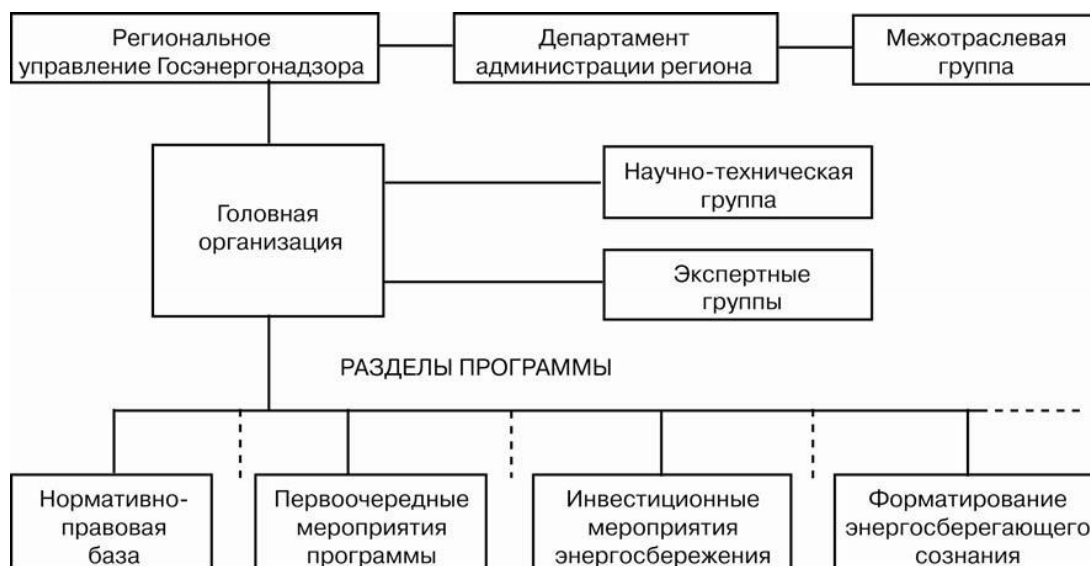 Региональное
управление Госэнергонадзора
Департамент
администрации региона
Межотраслевая
группа
Головная
организация
Научно-техническая
группа
Экспертные
группы
РАЗДЕЛЫ ПРОГРАММЫ
Нормативно-
правовая
база
Первоочередные
мероприятия
программы
Инвестиционные
мероприятия
энергосбережения
Форматирование
энергосберегающего
сознания